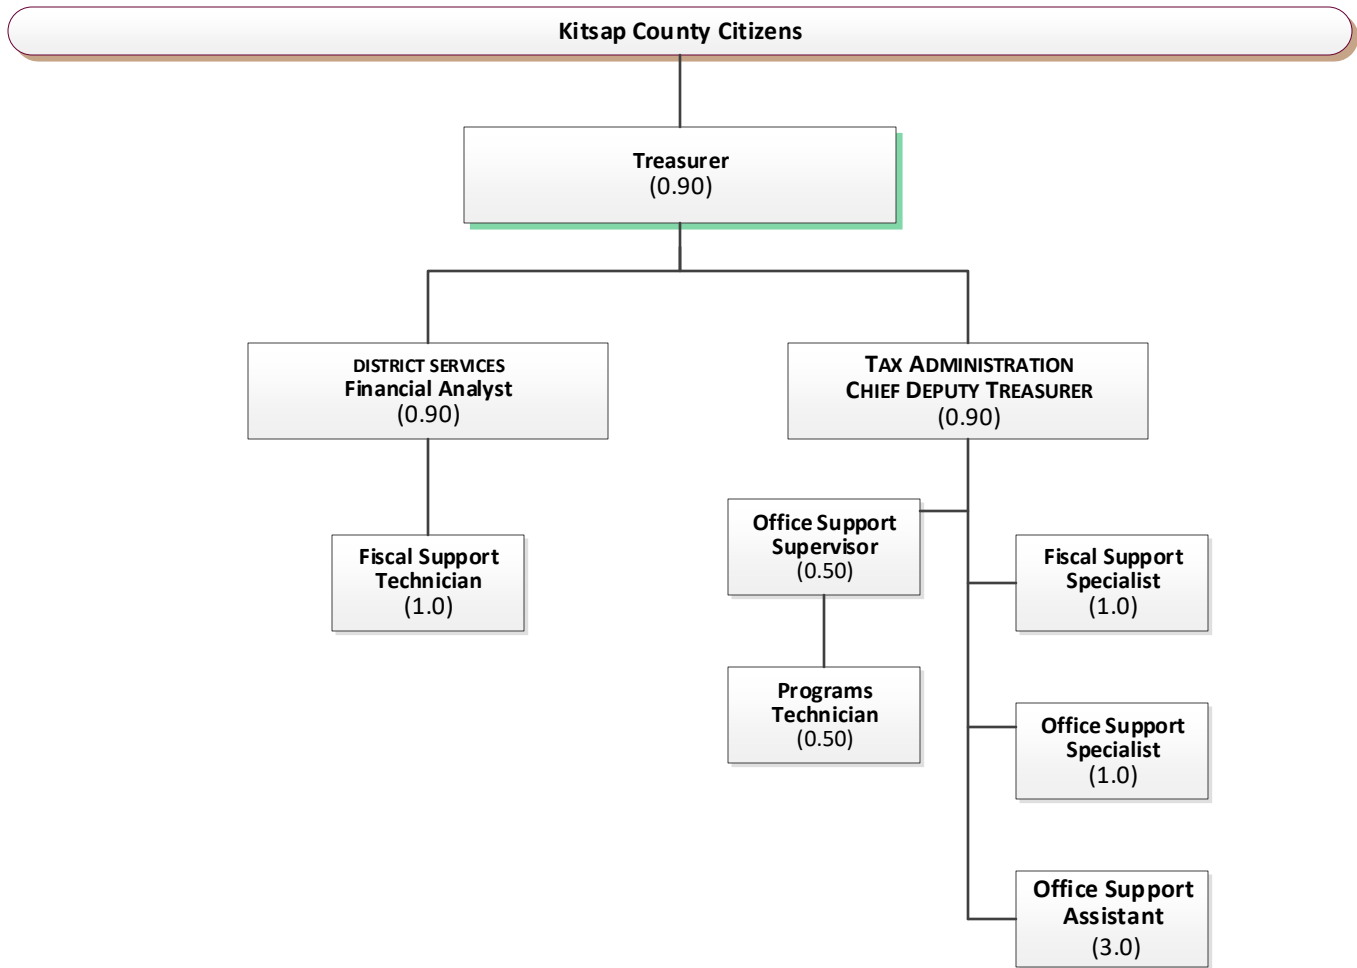 Kitsap County Citizens
Treasurer
(0.90)
DISTRICT SERVICES
Financial Analyst
(0.90)
Fiscal Support
Technician
(1.0)
TAX ADMINISTRATION
CHIEF DEPUTY TREASURER
(0.90)
Office Support
Supervisor
(0.50)
Programs
Technician
(0.50)
Fiscal Support
Specialist
(1.0)
Office Support
Specialist
(1.0)
Office Support
Assistant
(3.0)